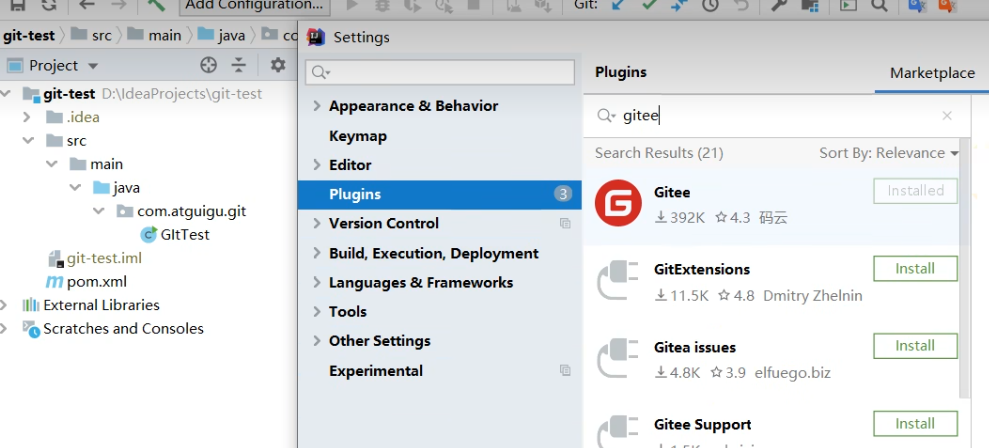 Add Configuration...
Git:
git-test
src
main
java
Settings
Project
git-test D:\IdeaProjects\git-test
.idea
src
main
java
com.atguigu.git
GItTest
git-test.iml
pom.xml
External Libraries
Scratches and Consoles
Appearance & Behavior
Keymap
Editor
Plugins 3
Version Control
Build, Execution, Deployment
Languages & Frameworks
Tools
Other Settings
Experimental
Plugins
Marketplace
gitee
Search Results (21) Sort By: Relevance
Gitee
Installed
392K 4.3 码云
GitExtensions
Install
11.5K 4.8 Dmitry Zhelnin
Gitea issues
Install
4.8K 3.9 elfuego.biz
Gitee Support
Install